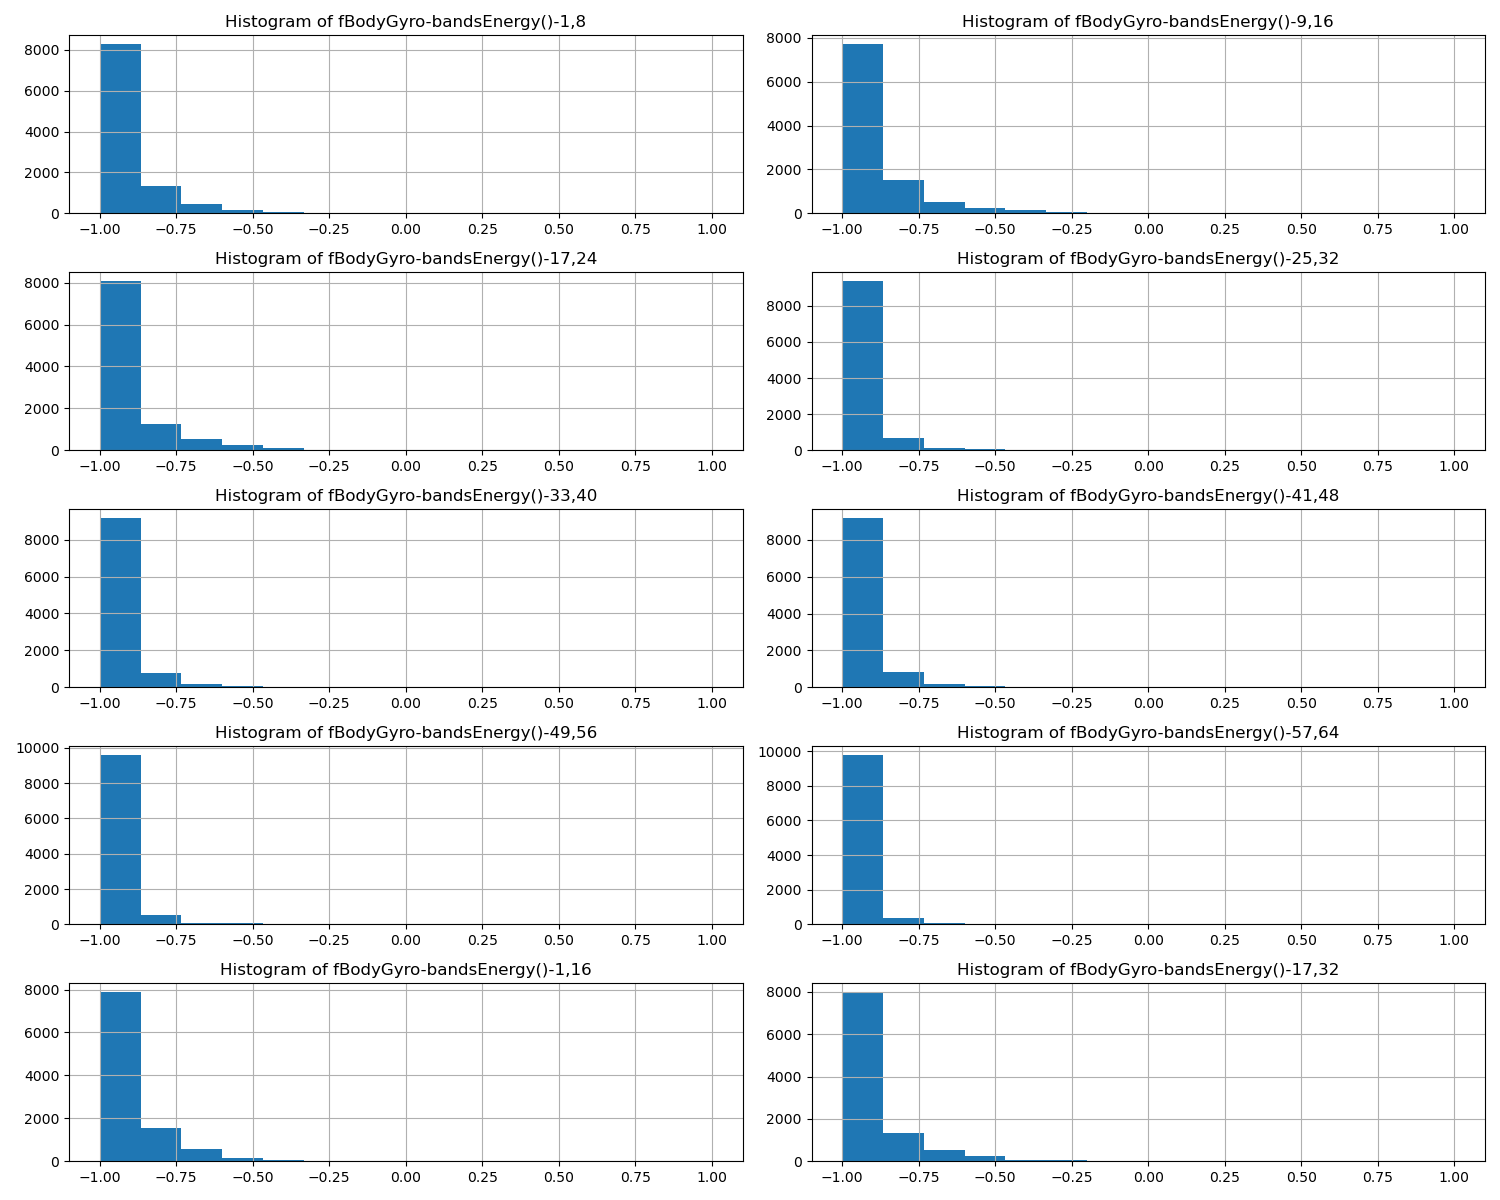 Histogram of fBodyGyro-bandsEnergy()-1,8
8000
6000
4000
2000
0
−1.00 −0.75 −0.50 −0.25 0.00 0.25 0.50 0.75 1.00
Histogram of fBodyGyro-bandsEnergy()-9,16
8000
6000
4000
2000
0
−1.00 −0.75 −0.50 −0.25 0.00 0.25 0.50 0.75 1.00
Histogram of fBodyGyro-bandsEnergy()-17,24
8000
6000
4000
2000
0
−1.00 −0.75 −0.50 −0.25 0.00 0.25 0.50 0.75 1.00
Histogram of fBodyGyro-bandsEnergy()-25,32
8000
6000
4000
2000
0
−1.00 −0.75 −0.50 −0.25 0.00 0.25 0.50 0.75 1.00
Histogram of fBodyGyro-bandsEnergy()-33,40
8000
6000
4000
2000
0
−1.00 −0.75 −0.50 −0.25 0.00 0.25 0.50 0.75 1.00
Histogram of fBodyGyro-bandsEnergy()-41,48
8000
6000
4000
2000
0
−1.00 −0.75 −0.50 −0.25 0.00 0.25 0.50 0.75 1.00
Histogram of fBodyGyro-bandsEnergy()-49,56
10000
8000
6000
4000
2000
0
−1.00 −0.75 −0.50 −0.25 0.00 0.25 0.50 0.75 1.00
Histogram of fBodyGyro-bandsEnergy()-57,64
10000
8000
6000
4000
2000
0
−1.00 −0.75 −0.50 −0.25 0.00 0.25 0.50 0.75 1.00
Histogram of fBodyGyro-bandsEnergy()-1,16
8000
6000
4000
2000
0
−1.00 −0.75 −0.50 −0.25 0.00 0.25 0.50 0.75 1.00
Histogram of fBodyGyro-bandsEnergy()-17,32
8000
6000
4000
2000
0
−1.00 −0.75 −0.50 −0.25 0.00 0.25 0.50 0.75 1.00